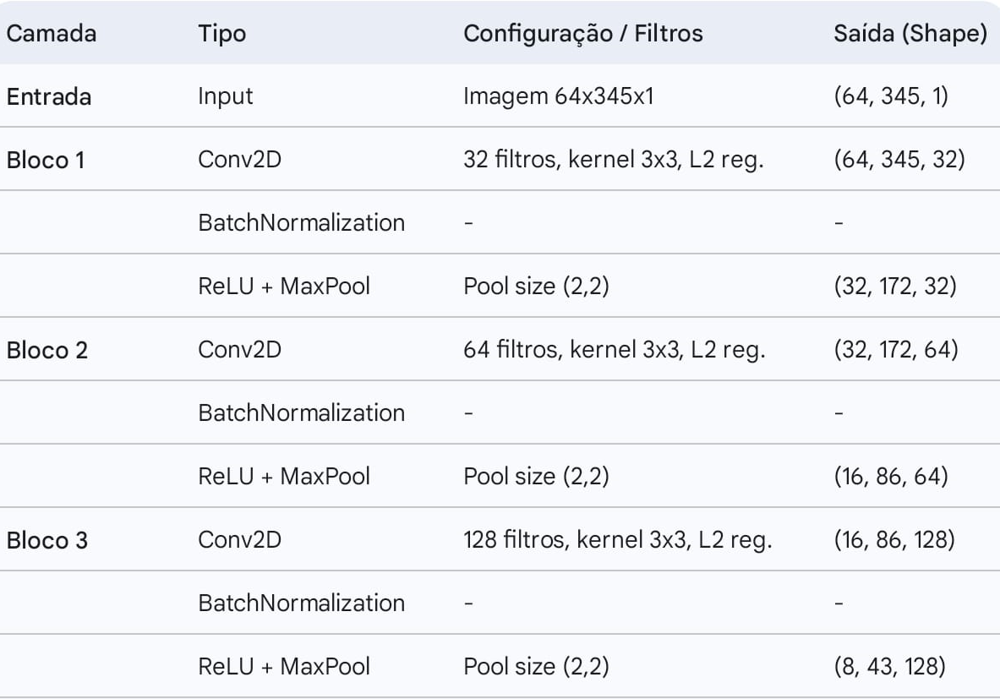 Camada Tipo Configuração / Filtros Saída (Shape)
Entrada Input Imagem 64x345x1 (64, 345, 1)
Bloco 1 Conv2D 32 filtros, kernel 3x3, L2 reg. (64, 345, 32)
BatchNormalization - -
ReLU + MaxPool Pool size (2,2) (32, 172, 32)
Bloco 2 Conv2D 64 filtros, kernel 3x3, L2 reg. (32, 172, 64)
BatchNormalization - -
ReLU + MaxPool Pool size (2,2) (16, 86, 64)
Bloco 3 Conv2D 128 filtros, kernel 3x3, L2 reg. (16, 86, 128)
BatchNormalization - -
ReLU + MaxPool Pool size (2,2) (8, 43, 128)